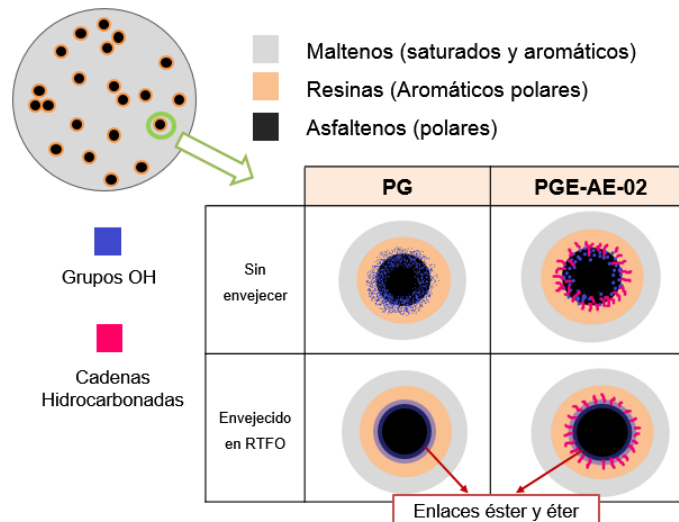 Maltenos (saturados y aromáticos)
Resinas (Aromáticos polares)
Asfaltenos (polares)
PG
PGE-AE-02
Grupos OH
Sin
envejecer
Cadenas
Hidrocarbonadas
Envejecido
en RTFO
Enlaces éster y éter